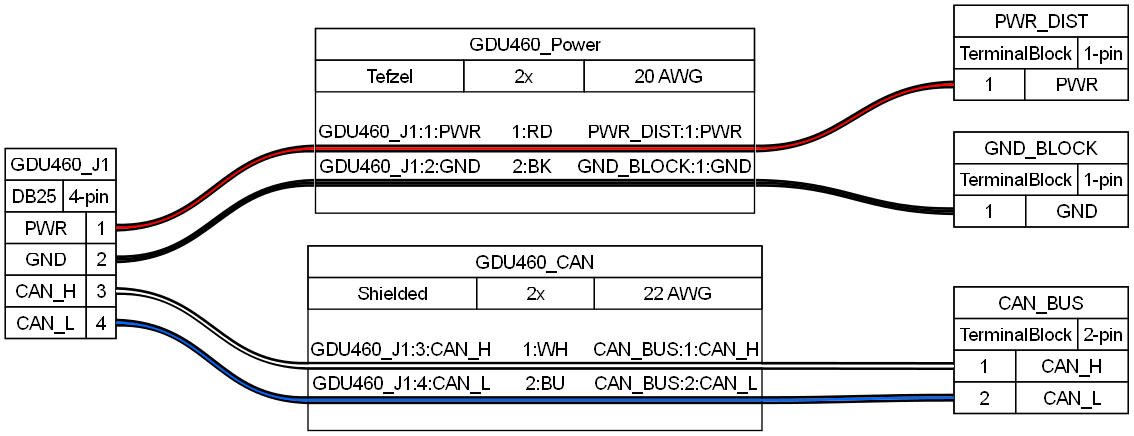 GDU460_J1
DB25 4-pin
PWR 1
GND 2
CAN_H 3
CAN_L 4
GDU460_Power
Tefzel 2x 20 AWG
GDU460_J1:1:PWR 1:RD PWR_DIST:1:PWR
GDU460_J1:2:GND 2:BK GND_BLOCK:1:GND
GDU460_CAN
Shielded 2x 22 AWG
GDU460_J1:3:CAN_H 1:WH CAN_BUS:1:CAN_H
GDU460_J1:4:CAN_L 2:BU CAN_BUS:2:CAN_L
PWR_DIST
TerminalBlock 1-pin
1 PWR
GND_BLOCK
TerminalBlock 1-pin
1 GND
CAN_BUS
TerminalBlock 2-pin
1 CAN_H
2 CAN_L